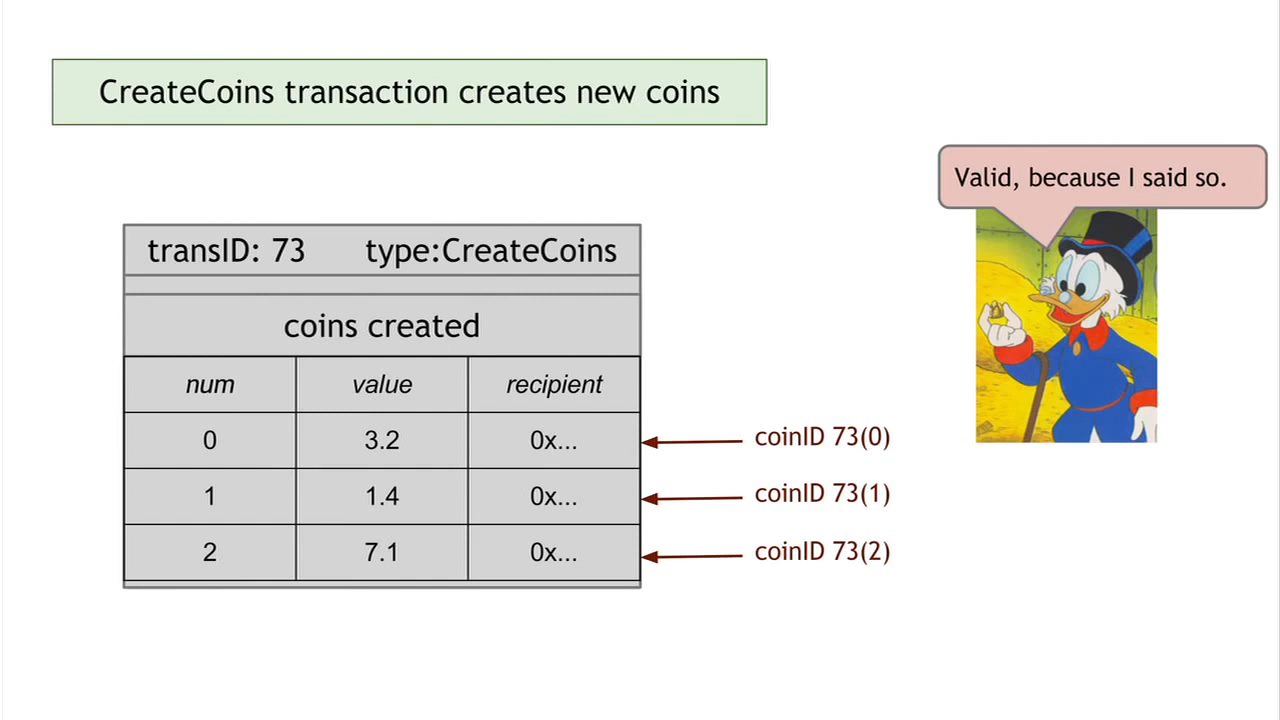 CreateCoins transaction creates new coins
Valid, because I said so.
transID: 73 type:CreateCoins
coins created
num value recipient
0 3.2 0x... coinID 73(0)
1 1.4 0x... coinID 73(1)
2 7.1 0x... coinID 73(2)